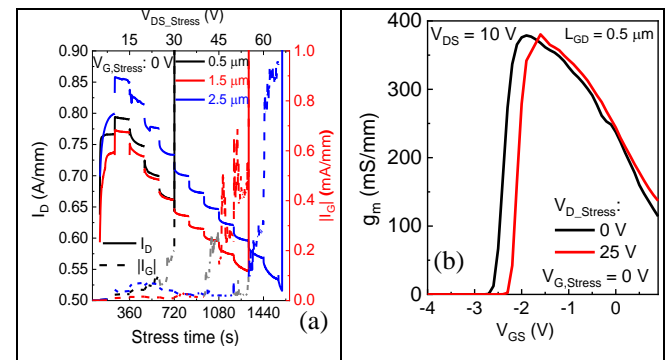 V_DS_Stress (V)
15 30 45 60
0.90 0.85 0.80 0.75 0.70 0.65 0.60 0.55 0.50
I_D (A/mm)
V_G,Stress: 0 V
0.5 μm
1.5 μm
2.5 μm
I_D
|I_G|
1.0 0.8 0.6 0.4 0.2 0.0
|I_G| (mA/mm)
360 720 1080 1440
Stress time (s)
(a)
400 350 300 250 200 150 100 50 0
g_m (mS/mm)
V_DS = 10 V
L_GD = 0.5 μm
V_D_Stress:
0 V
25 V
V_G,Stress = 0 V
(b)
-4 -3 -2 -1 0
V_GS (V)